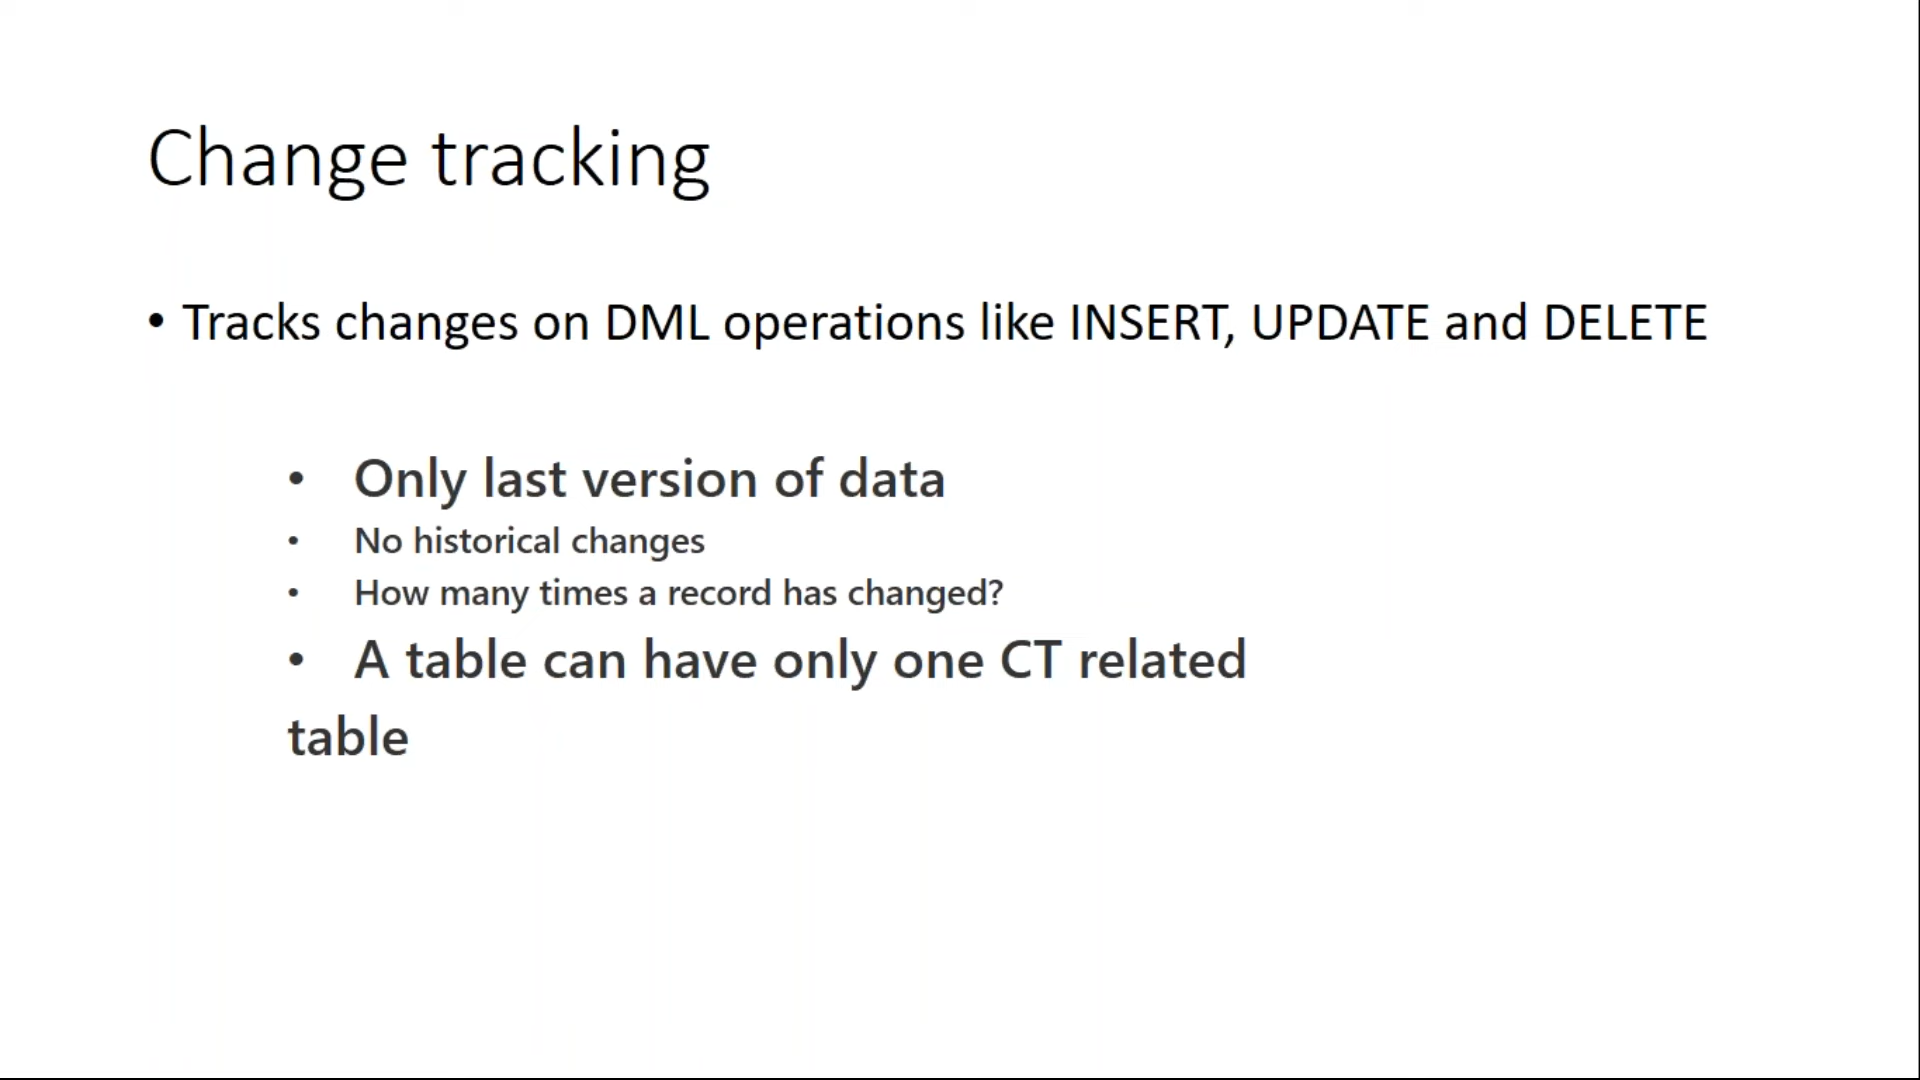 Change tracking
• Tracks changes on DML operations like INSERT, UPDATE and DELETE
• Only last version of data
• No historical changes
• How many times a record has changed?
• A table can have only one CT related
table